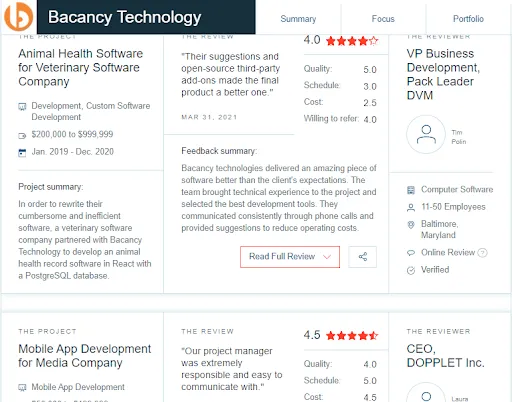 Bacancy Technology
Summary
Focus
Portfolio
THE PROJECT
Animal Health Software
for Veterinary Software
Company
Development, Custom Software
Development
$200,000 to $999,999
Jan. 2019 - Dec. 2020
Project summary:
In order to rewrite their
cumbersome and inefficient
software, a veterinary software
company partnered with Bacancy
Technology to develop an animal
health record software in React with
a PostgreSQL database.
THE REVIEW
"Their suggestions and
open-source third-party
add-ons made the final
product a better one."
MAR 31, 2021
4.0
Quality: 5.0
Schedule: 3.0
Cost: 2.5
Willing to refer: 4.0
Feedback summary:
Bacancy technologies delivered an amazing piece of
software better than the client's expectations. The
team brought technical experience to the project and
selected the best development tools. They
communicated consistently through phone calls and
provided suggestions to reduce operating costs.
Read Full Review
THE REVIEWER
VP Business
Development,
Pack Leader
DVM
Tim
Polin
Computer Software
11-50 Employees
Baltimore,
Maryland
Online Review ?
Verified
THE PROJECT
Mobile App Development
for Media Company
Mobile App Development
THE REVIEW
"Our project manager
was extremely
responsible and easy to
communicate with."
4.5
Quality: 4.0
Schedule: 5.0
Cost: 4.5
THE REVIEWER
CEO,
DOPPLET Inc.
Laura